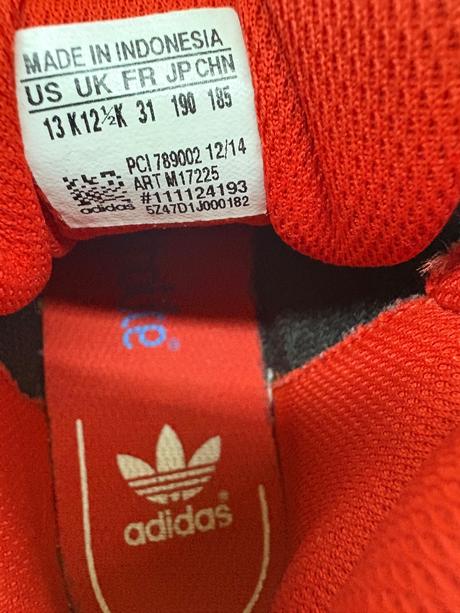 MADE IN INDONESIA
US UK FR JP CHN
13 K 12½K 31 190 185
PCI 789002 12/14
ART M17225
#111124193
adidas 5Z47D1J000182
adidas®